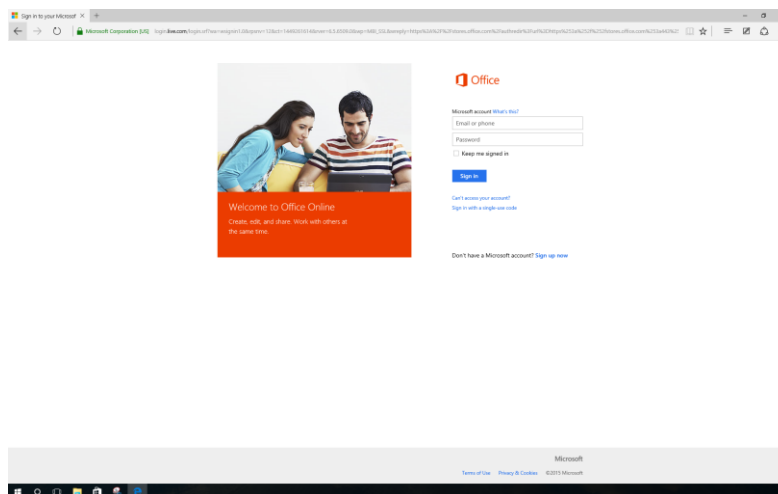 Sign in to your Microsof
Microsoft Corporation [US]
Office
Microsoft account What's this?
Email or phone
Password
Keep me signed in
Sign in
Can't access your account?
Sign in with a single-use code
Welcome to Office Online
Create, edit, and share. Work with others at
the same time.
Don't have a Microsoft account? Sign up now
Microsoft
Terms of Use Privacy & Cookies ©2015 Microsoft